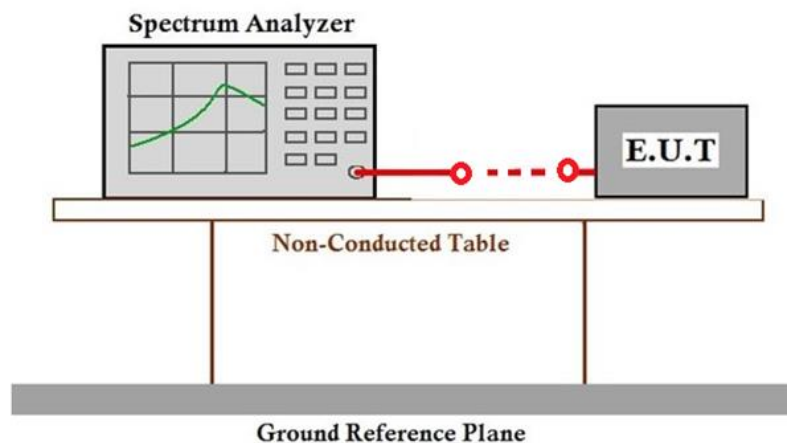 Spectrum Analyzer
E.U.T
Non-Conducted Table
Ground Reference Plane